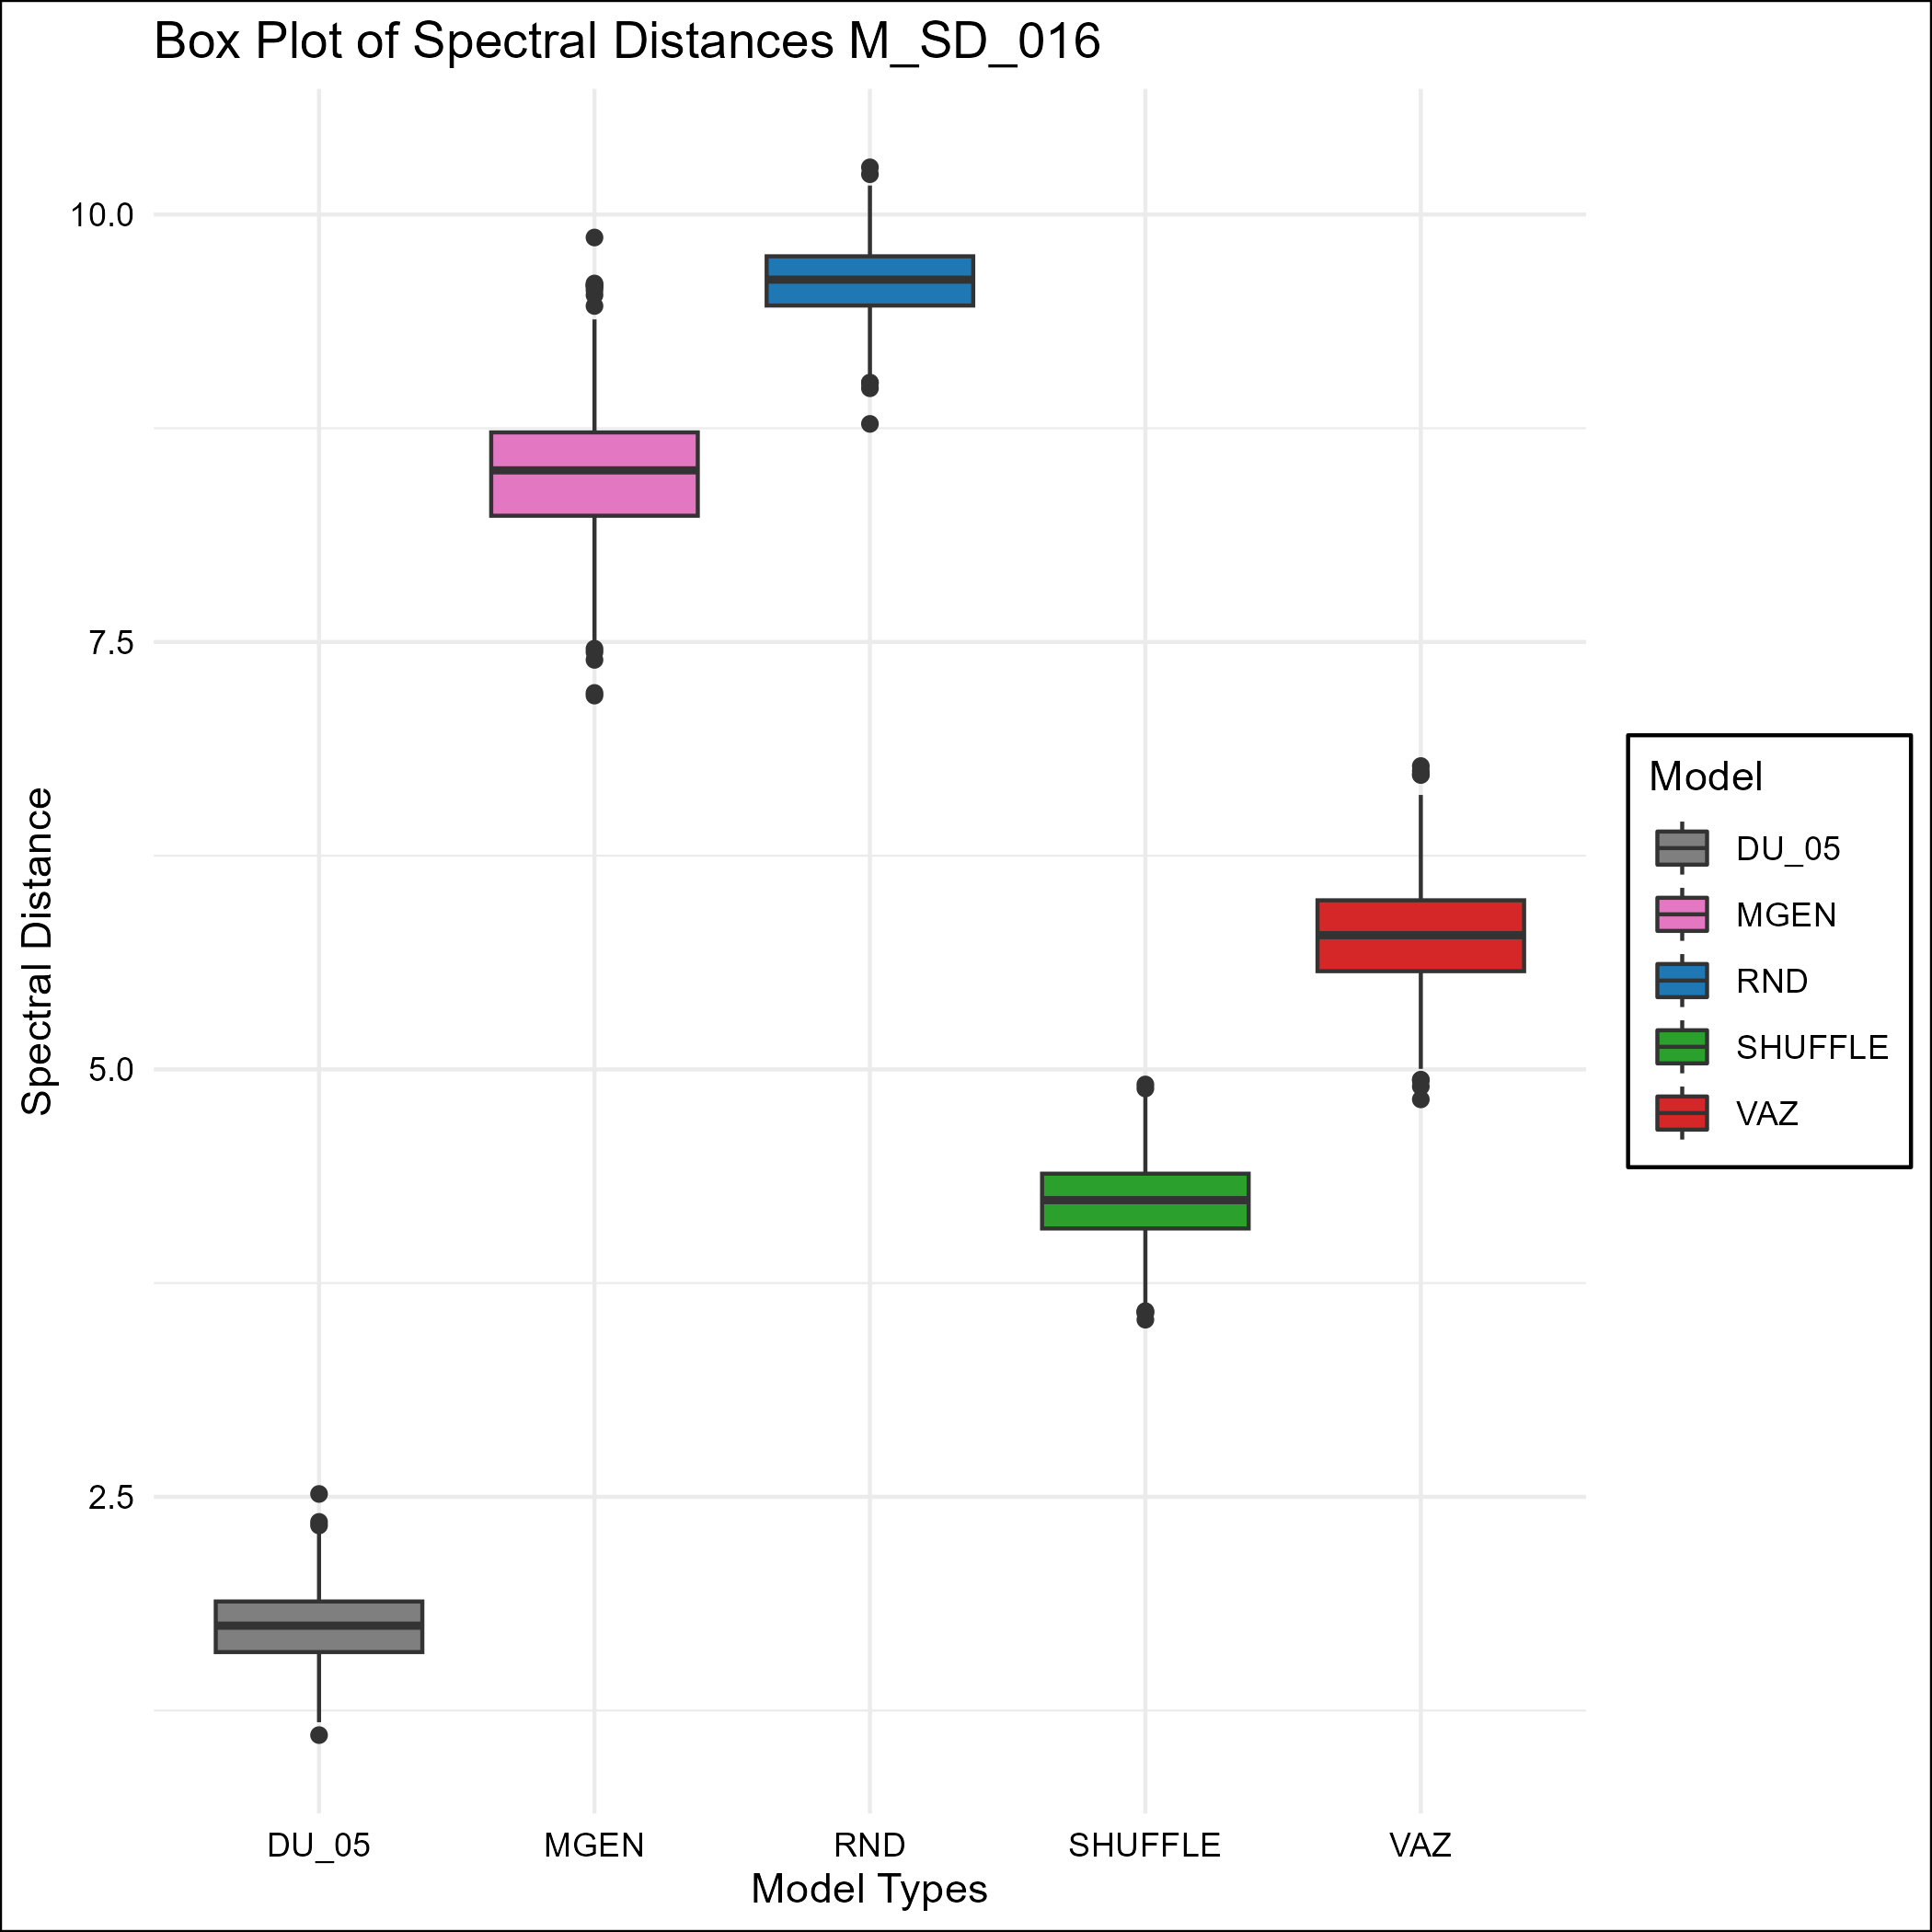 Box Plot of Spectral Distances M_SD_016
10.0
7.5
5.0
2.5
Spectral Distance
DU_05
MGEN
RND
SHUFFLE
VAZ
Model Types
Model
DU_05
MGEN
RND
SHUFFLE
VAZ